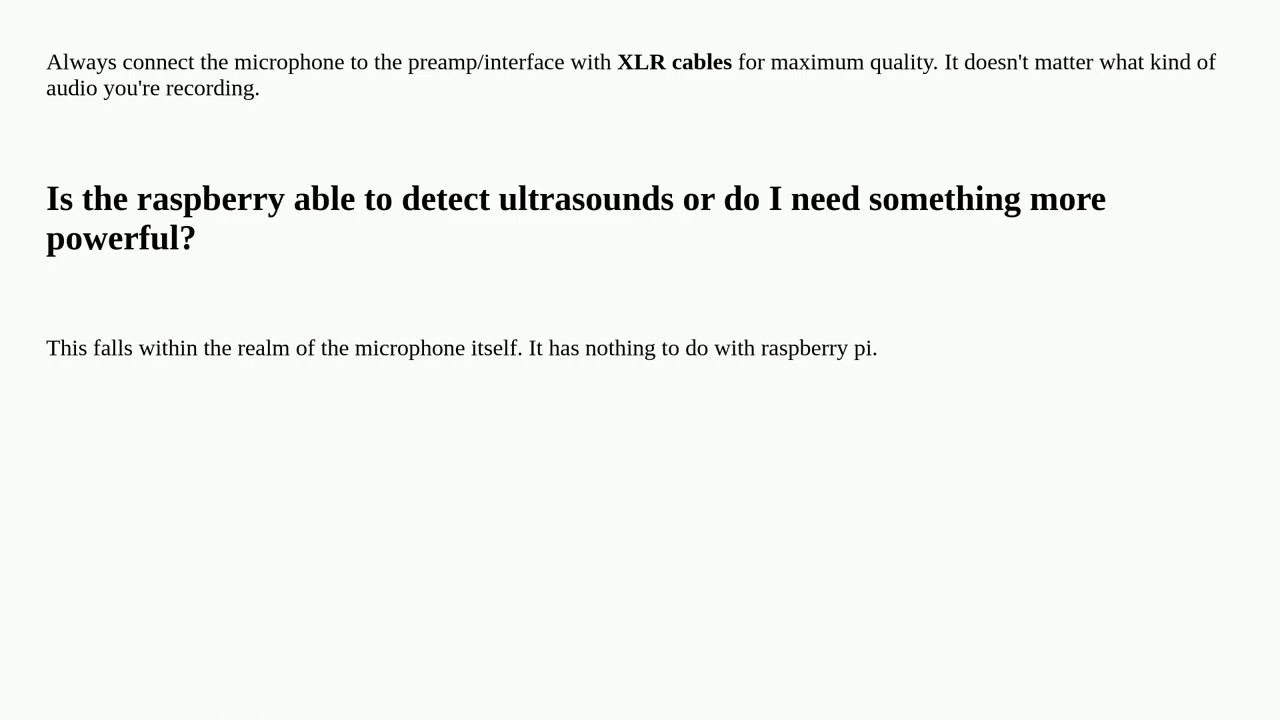 Always connect the microphone to the preamp/interface with XLR cables for maximum quality. It doesn't matter what kind of
audio you're recording.
Is the raspberry able to detect ultrasounds or do I need something more
powerful?
This falls within the realm of the microphone itself. It has nothing to do with raspberry pi.